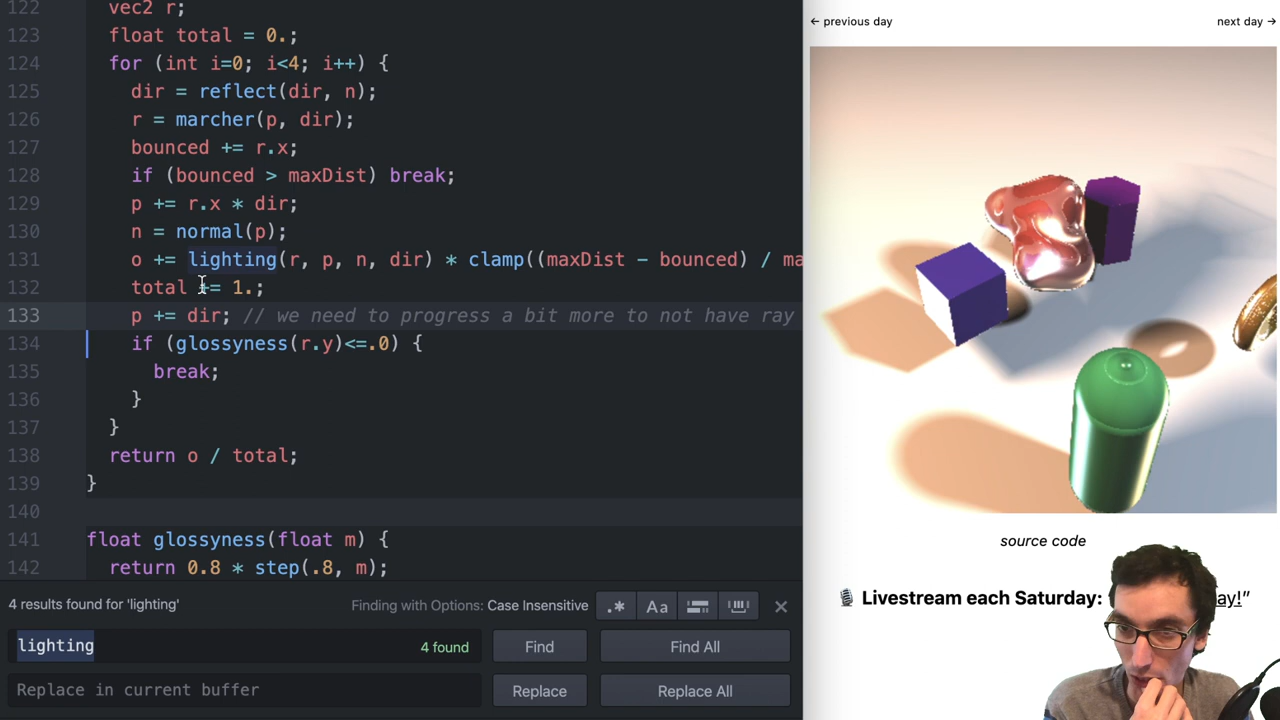 122 vec2 r;
123 float total = 0.;
124 for (int i=0; i<4; i++) {
125 dir = reflect(dir, n);
126 r = marcher(p, dir);
127 bounced += r.x;
128 if (bounced > maxDist) break;
129 p += r.x * dir;
130 n = normal(p);
131 o += lighting(r, p, n, dir) * clamp((maxDist - bounced) / ma
132 total += 1.;
133 p += dir; // we need to progress a bit more to not have ray
134 if (glossyness(r.y)<=.0) {
135 break;
136 }
137 }
138 return o / total;
139 }
140
141 float glossyness(float m) {
142 return 0.8 * step(.8, m);
4 results found for 'lighting'
Finding with Options: Case Insensitive
.* Aa
lighting
4 found
Find
Find All
Replace in current buffer
Replace
Replace All
← previous day
next day →
source code
🎙 Livestream each Saturday: ay!”